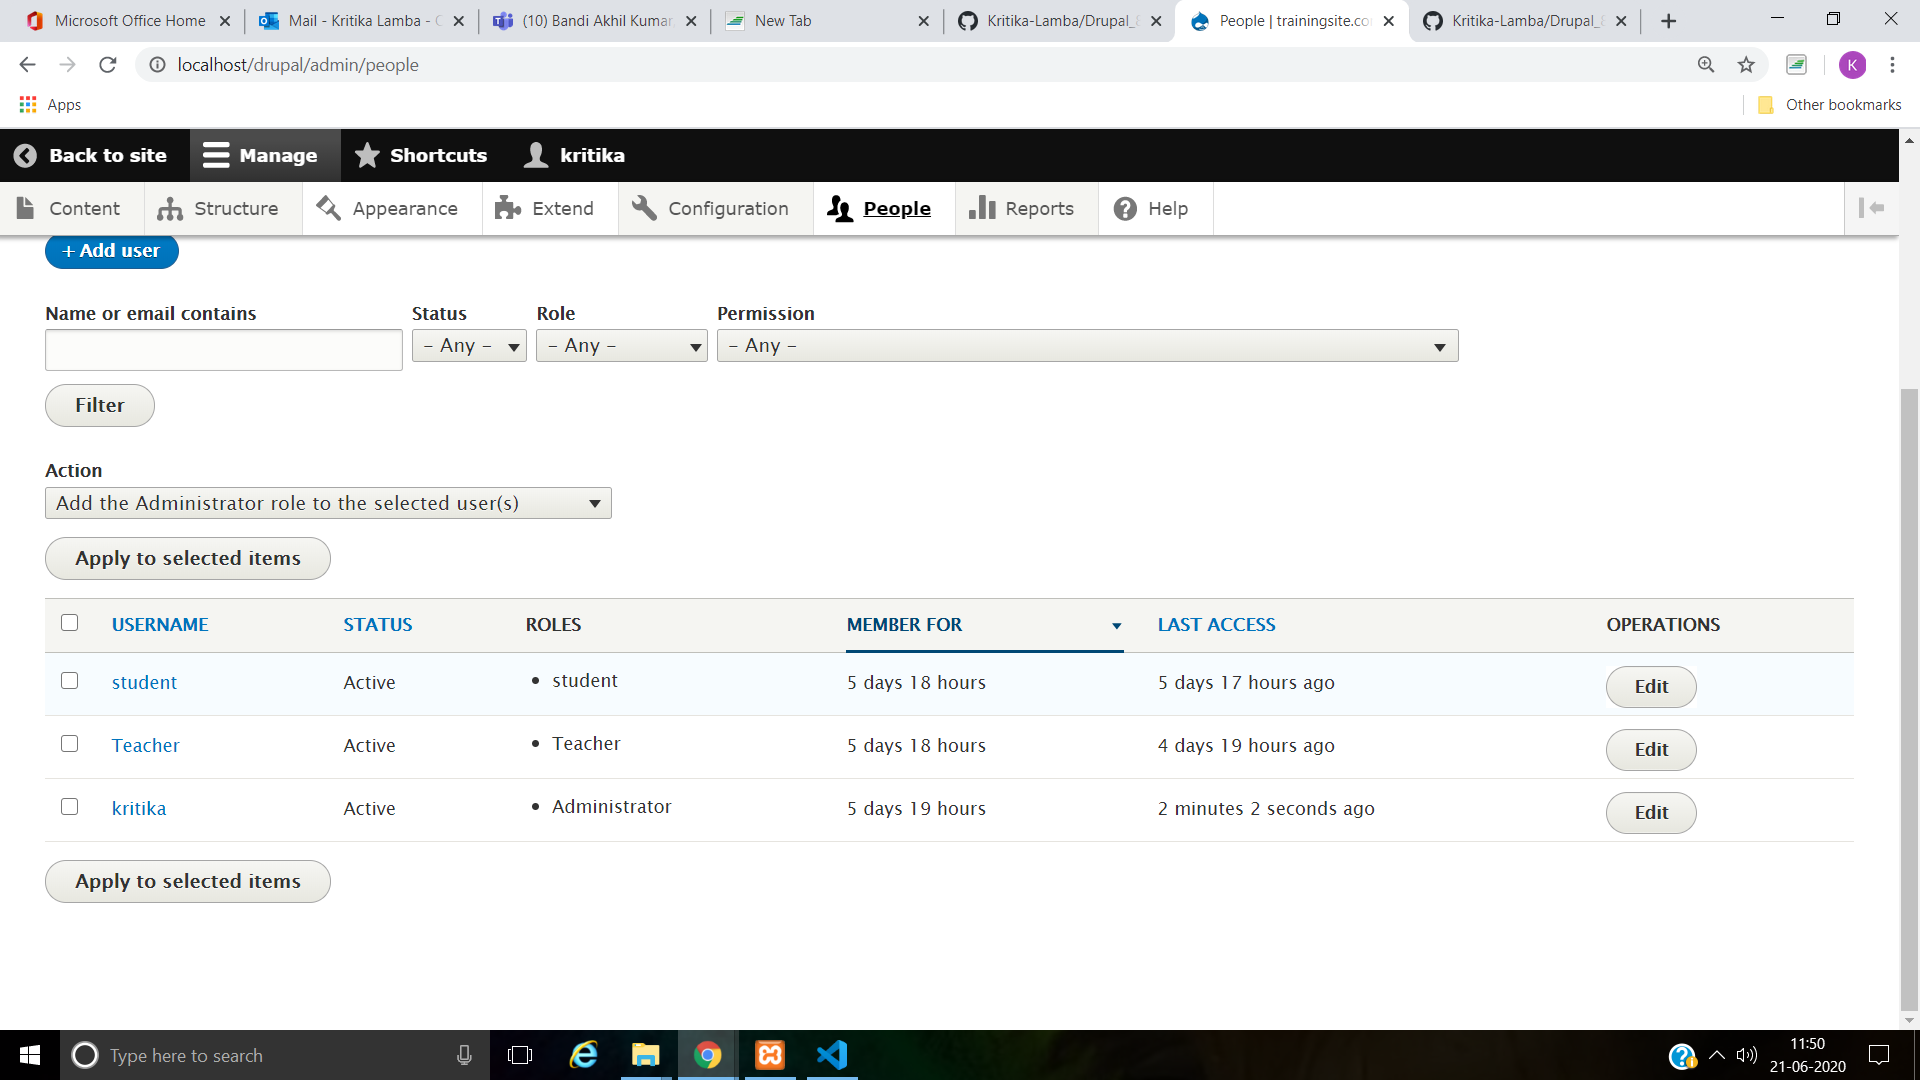 Microsoft Office Home
Mail - Kritika Lamba -
(10) Bandi Akhil Kumar
New Tab
Kritika-Lamba/Drupal_8
People | trainingsite.co
Kritika-Lamba/Drupal_8
localhost/drupal/admin/people
K
Apps
Other bookmarks
Back to site
Manage
Shortcuts
kritika
Content
Structure
Appearance
Extend
Configuration
People
Reports
Help
+ Add user
Name or email contains
Status
Role
Permission
- Any -
- Any -
- Any -
Filter
Action
Add the Administrator role to the selected user(s)
Apply to selected items
USERNAME STATUS ROLES MEMBER FOR LAST ACCESS OPERATIONS
student Active • student 5 days 18 hours 5 days 17 hours ago Edit
Teacher Active • Teacher 5 days 18 hours 4 days 19 hours ago Edit
kritika Active • Administrator 5 days 19 hours 2 minutes 2 seconds ago Edit
Apply to selected items
Type here to search
11:50
21-06-2020